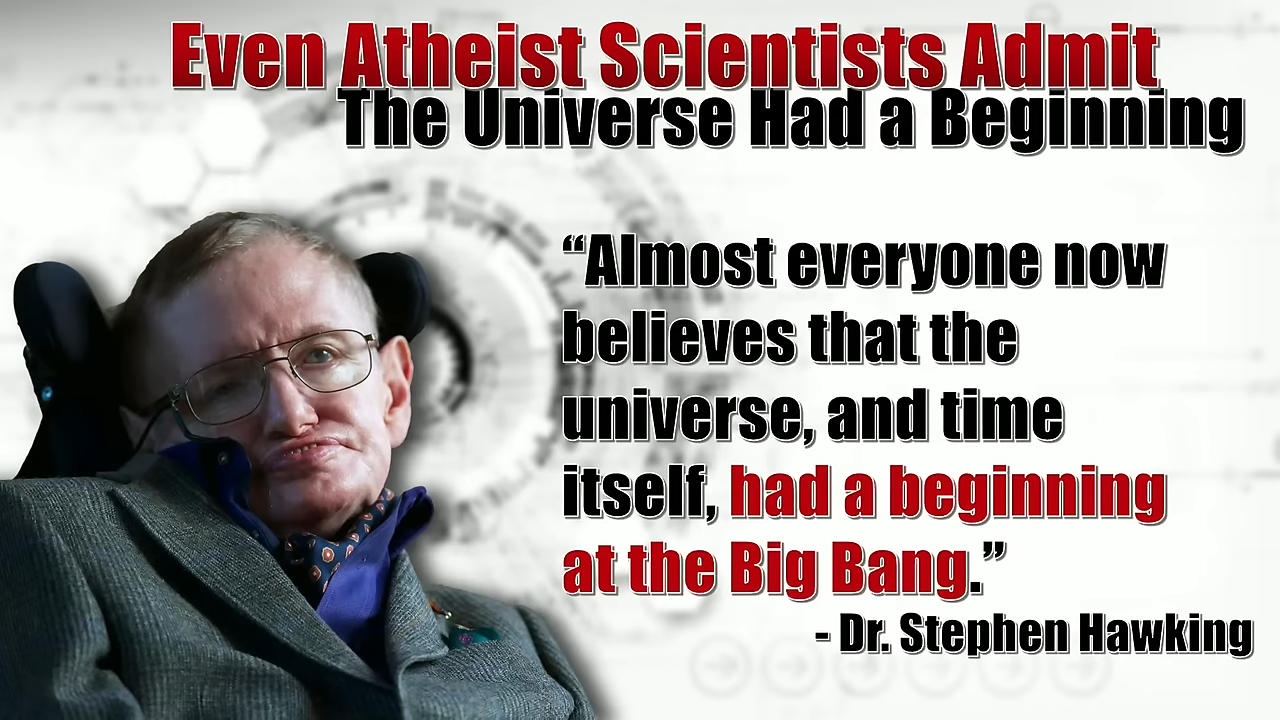 Even Atheist Scientists Admit
The Universe Had a Beginning
“Almost everyone now
believes that the
universe, and time
itself, had a beginning
at the Big Bang.”
- Dr. Stephen Hawking